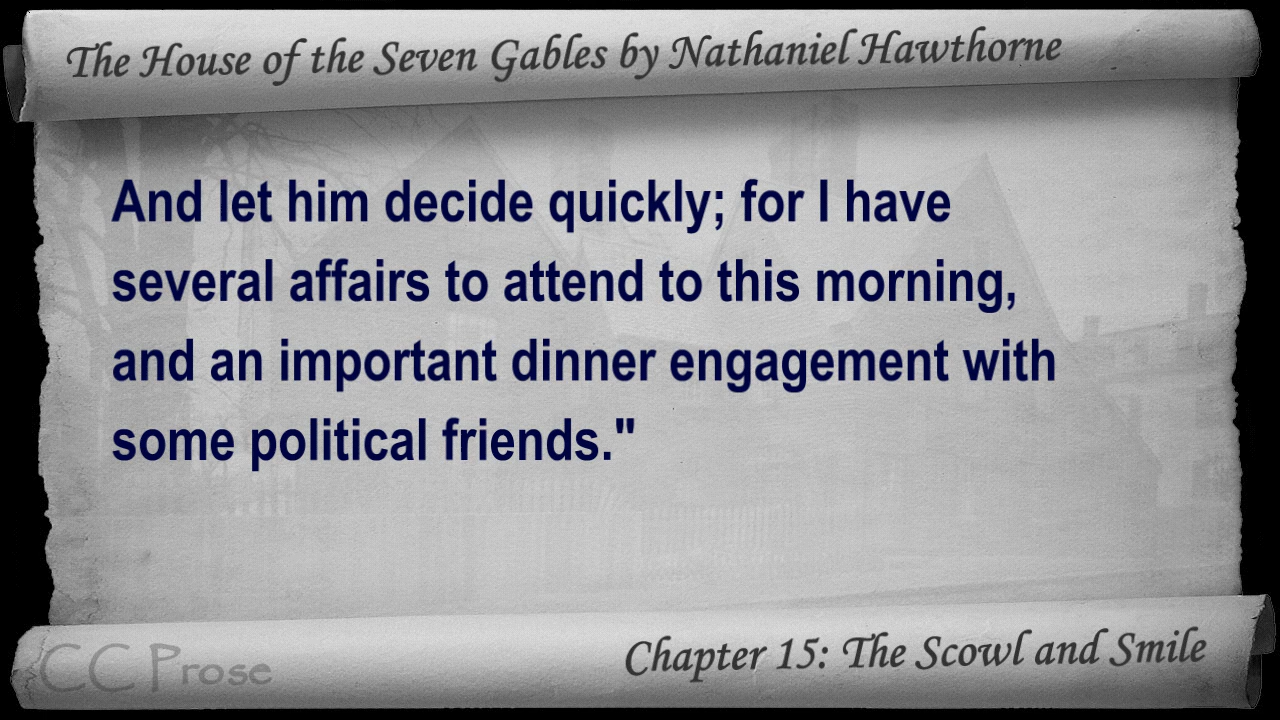 The House of the Seven Gables by Nathaniel Hawthorne
And let him decide quickly; for I have
several affairs to attend to this morning,
and an important dinner engagement with
some political friends."
CC Prose
Chapter 15: The Scowl and Smile